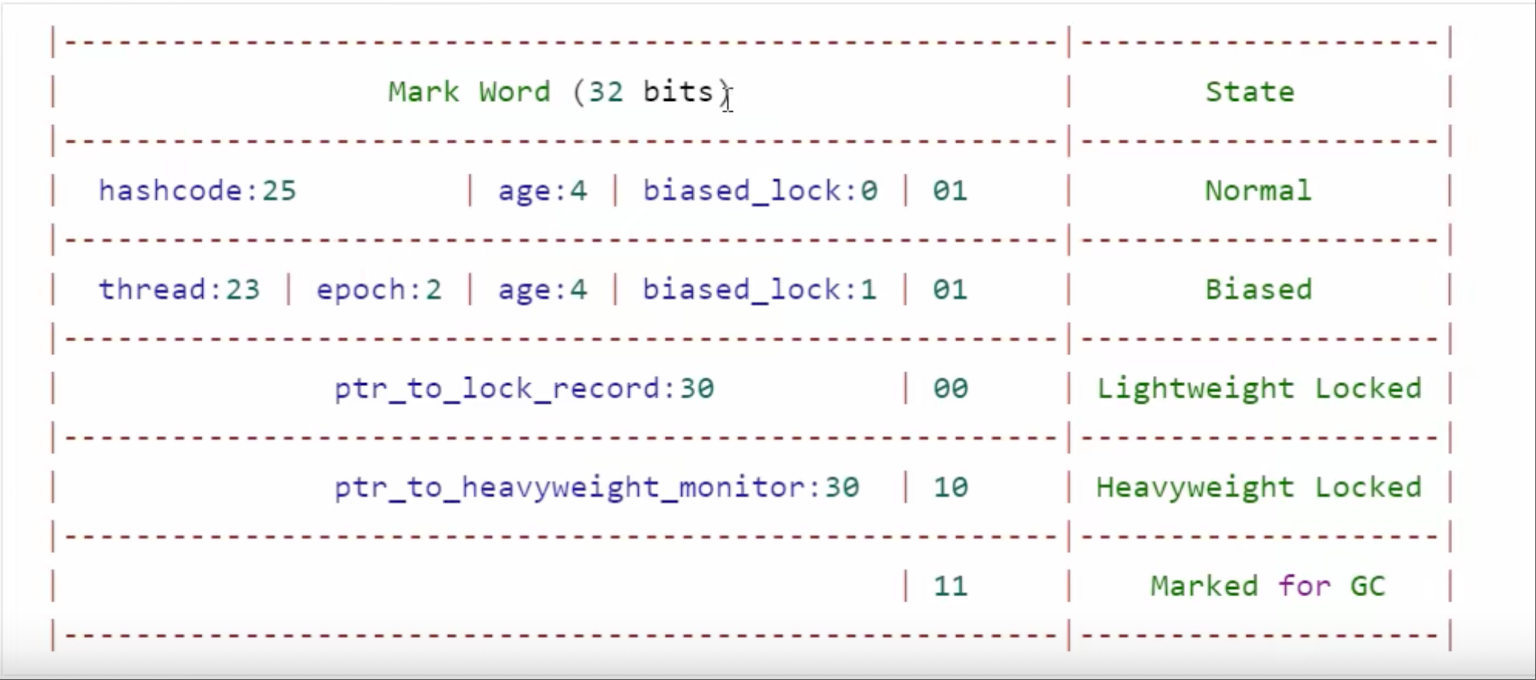 |-------------------------------------------------------|--------------------|
| Mark Word (32 bits) | State |
|-------------------------------------------------------|--------------------|
| hashcode:25 | age:4 | biased_lock:0 | 01 | Normal |
|-------------------------------------------------------|--------------------|
| thread:23 | epoch:2 | age:4 | biased_lock:1 | 01 | Biased |
|-------------------------------------------------------|--------------------|
| ptr_to_lock_record:30 | 00 | Lightweight Locked |
|-------------------------------------------------------|--------------------|
| ptr_to_heavyweight_monitor:30 | 10 | Heavyweight Locked |
|-------------------------------------------------------|--------------------|
| | 11 | Marked for GC |
|-------------------------------------------------------|--------------------|